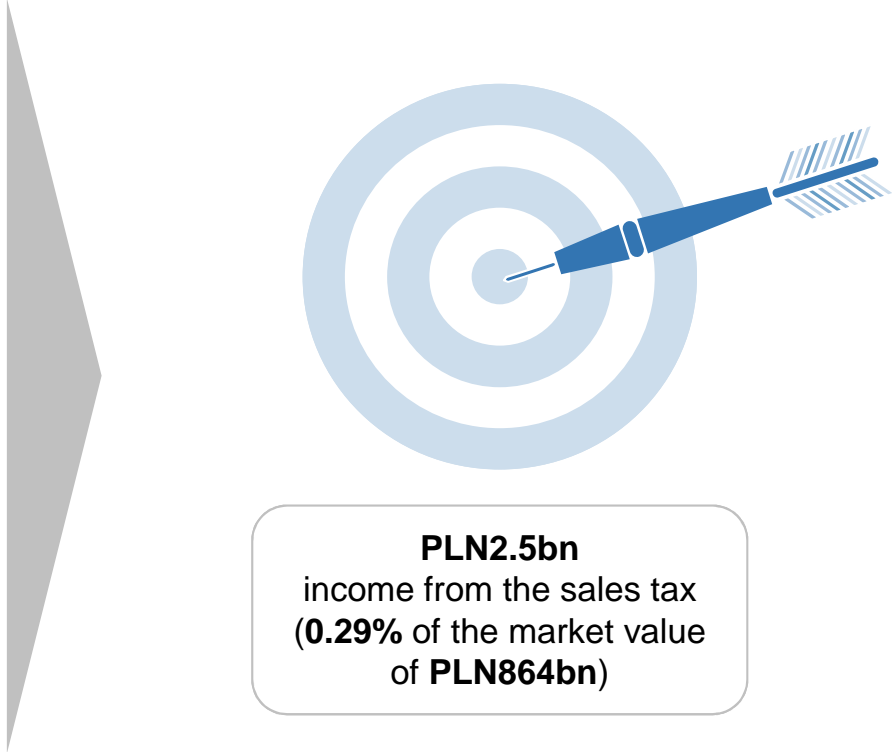 PLN2.5bn
income from the sales tax
(0.29% of the market value
of PLN864bn)